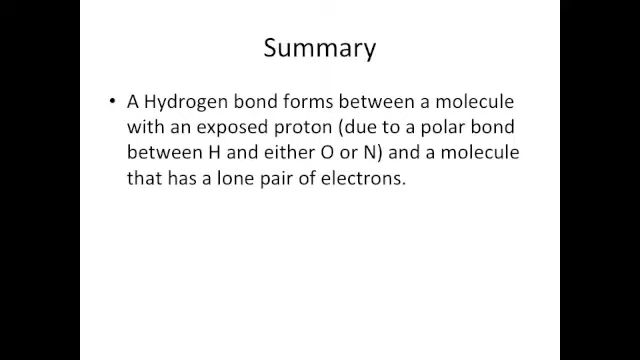 Summary
• A Hydrogen bond forms between a molecule
with an exposed proton (due to a polar bond
between H and either O or N) and a molecule
that has a lone pair of electrons.